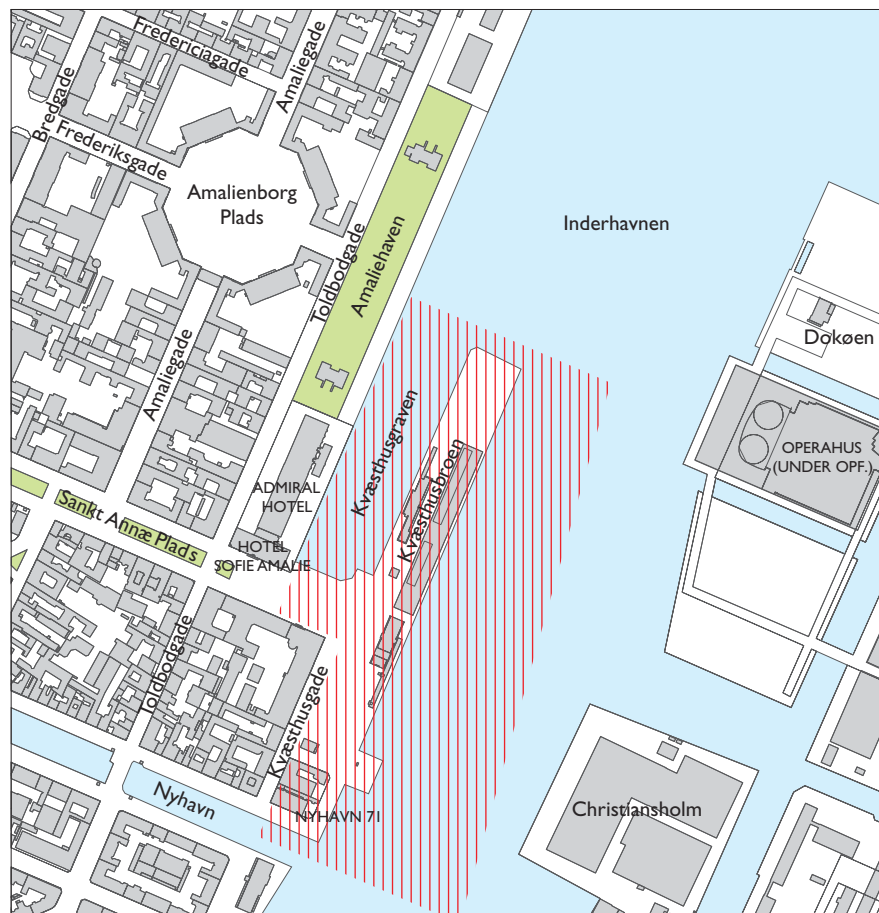 Fredericiagade
Amaliegade
Bredgade
Frederiksgade
Amalienborg
Plads
Toldbodgade
Amaliehaven
Inderhavnen
Dokøen
Amaliegade
Kvæsthusgraven
Kvæsthusbroen
OPERAHUS
(UNDER OPF.)
ADMIRAL
HOTEL
Sankt Annæ Plads
HOTEL
SOFIE AMALIE
Toldbodgade
Kvæsthusgade
Nyhavn
NYHAVN 71
Christiansholm